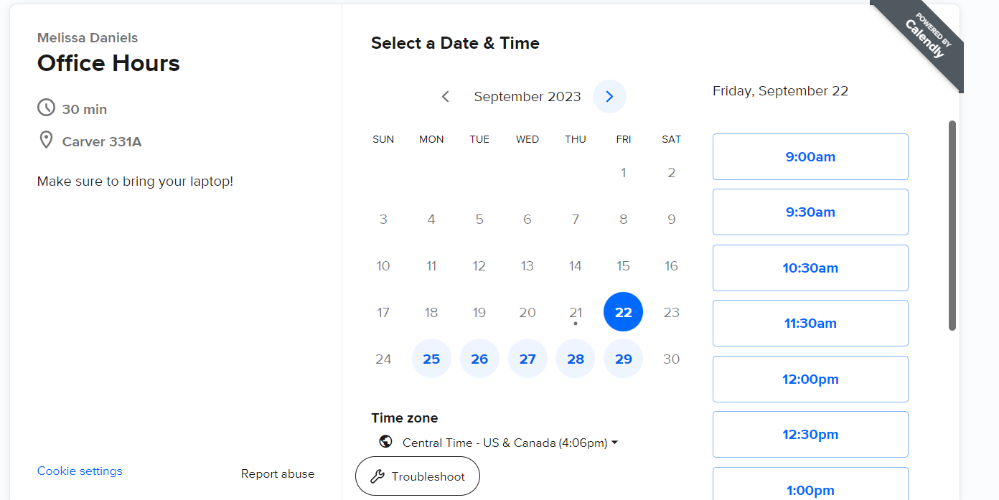 Melissa Daniels
Office Hours
30 min
Carver 331A
Make sure to bring your laptop!
Cookie settings
Report abuse
Select a Date & Time
September 2023
SUN MON TUE WED THU FRI SAT
1 2
3 4 5 6 7 8 9
10 11 12 13 14 15 16
17 18 19 20 21 22 23
24 25 26 27 28 29 30
Time zone
Central Time - US & Canada (4:06pm)
Troubleshoot
Friday, September 22
9:00am
9:30am
10:30am
11:30am
12:00pm
12:30pm
1:00pm
POWERED BY
Calendly